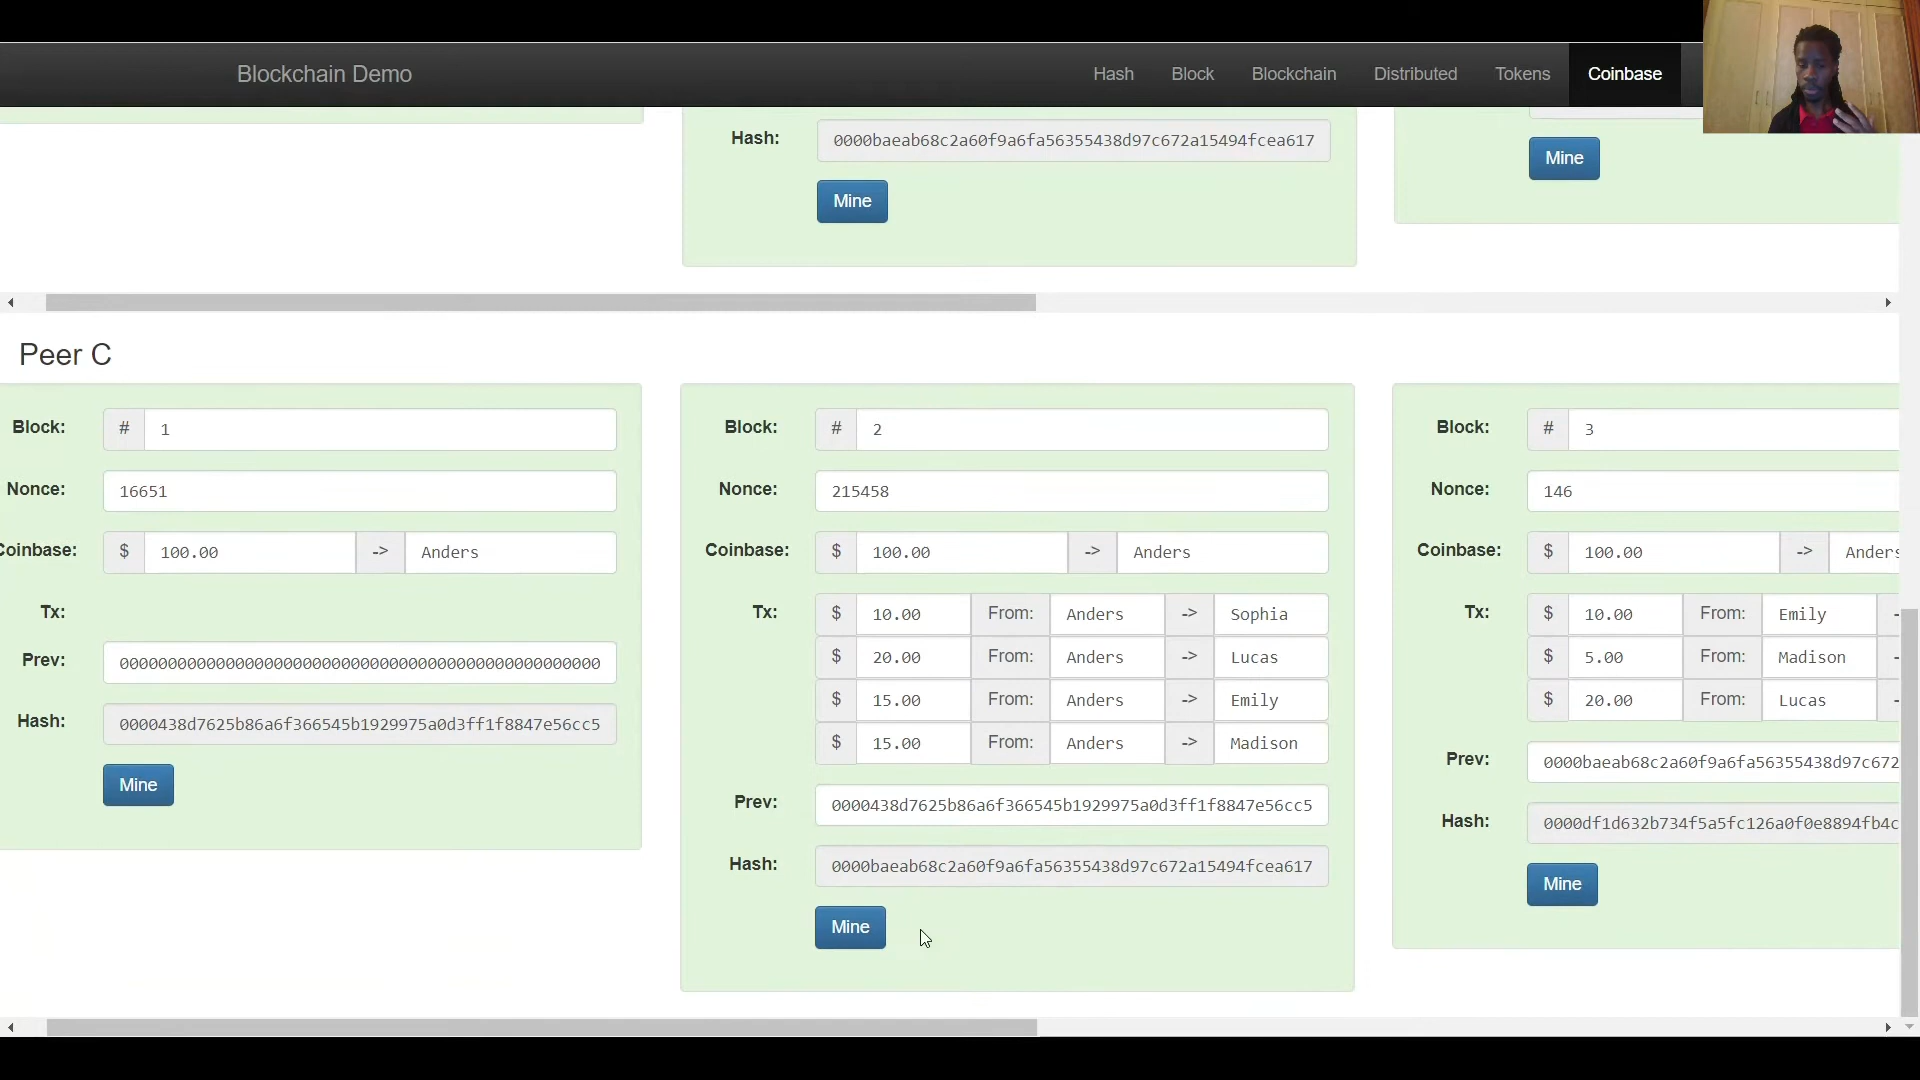 Blockchain Demo Hash Block Blockchain Distributed Tokens Coinbase
Hash: 0000baeab68c2a60f9a6fa56355438d97c672a15494fcea617
Mine
Mine
Peer C
Block: # 1
Nonce: 16651
Coinbase: $ 100.00 -> Anders
Tx:
Prev: 00000000000000000000000000000000000000000000000000
Hash: 0000438d7625b86a6f366545b1929975a0d3ff1f8847e56cc5
Mine
Block: # 2
Nonce: 215458
Coinbase: $ 100.00 -> Anders
Tx: $ 10.00 From: Anders -> Sophia
$ 20.00 From: Anders -> Lucas
$ 15.00 From: Anders -> Emily
$ 15.00 From: Anders -> Madison
Prev: 0000438d7625b86a6f366545b1929975a0d3ff1f8847e56cc5
Hash: 0000baeab68c2a60f9a6fa56355438d97c672a15494fcea617
Mine
Block: # 3
Nonce: 146
Coinbase: $ 100.00 -> Anders
Tx: $ 10.00 From: Emily -
$ 5.00 From: Madison -
$ 20.00 From: Lucas -
Prev: 0000baeab68c2a60f9a6fa56355438d97c672
Hash: 0000df1d632b734f5a5fc126a0f0e8894fb4c
Mine